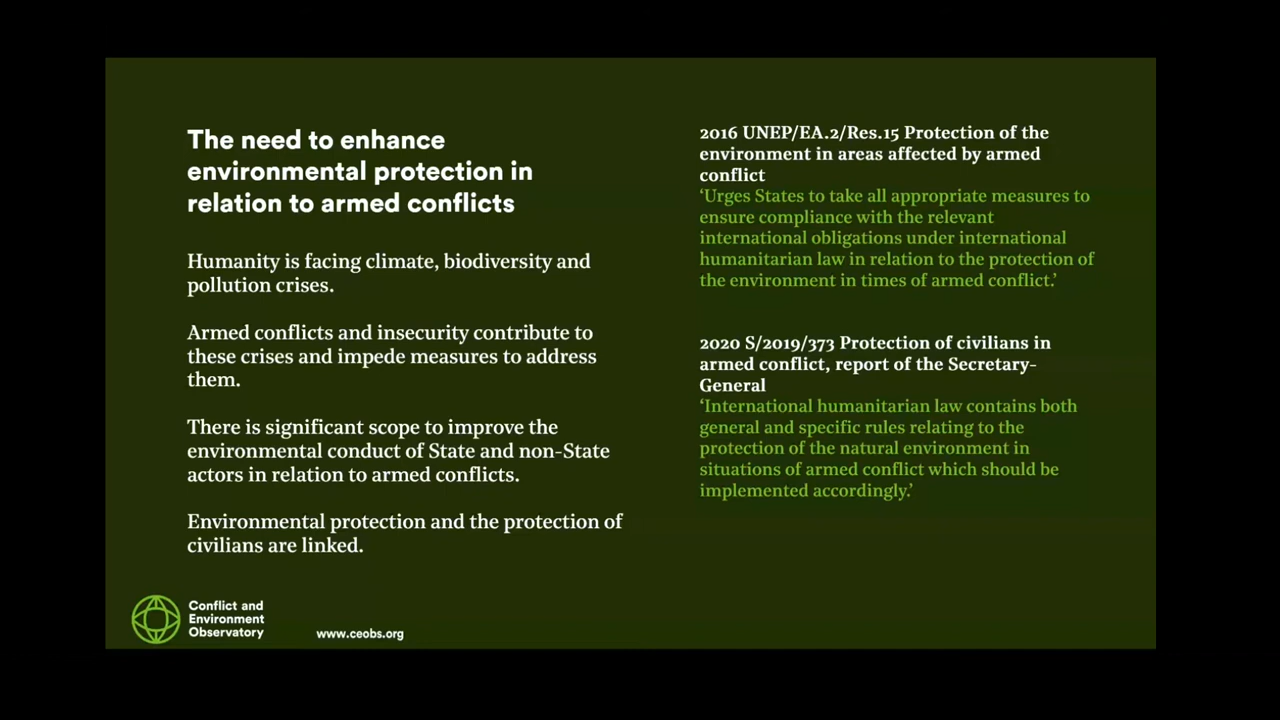 The need to enhance
environmental protection in
relation to armed conflicts
Humanity is facing climate, biodiversity and
pollution crises.
Armed conflicts and insecurity contribute to
these crises and impede measures to address
them.
There is significant scope to improve the
environmental conduct of State and non-State
actors in relation to armed conflicts.
Environmental protection and the protection of
civilians are linked.
2016 UNEP/EA.2/Res.15 Protection of the
environment in areas affected by armed
conflict
‘Urges States to take all appropriate measures to
ensure compliance with the relevant
international obligations under international
humanitarian law in relation to the protection of
the environment in times of armed conflict.’
2020 S/2019/373 Protection of civilians in
armed conflict, report of the Secretary-
General
‘International humanitarian law contains both
general and specific rules relating to the
protection of the natural environment in
situations of armed conflict which should be
implemented accordingly.’
Conflict and
Environment
Observatory
www.ceobs.org